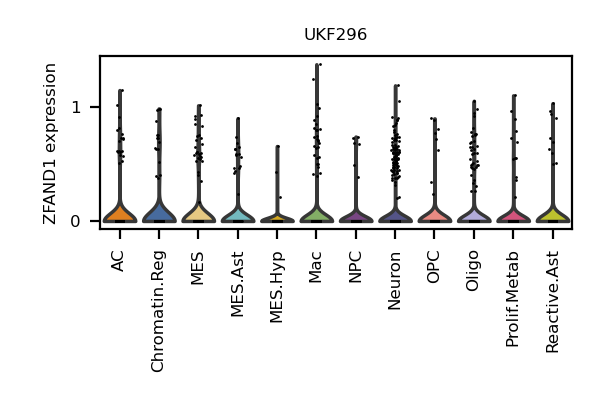 UKF296
ZFAND1 expression
1
0
AC
Chromatin.Reg
MES
MES.Ast
MES.Hyp
Mac
NPC
Neuron
OPC
Oligo
Prolif.Metab
Reactive.Ast